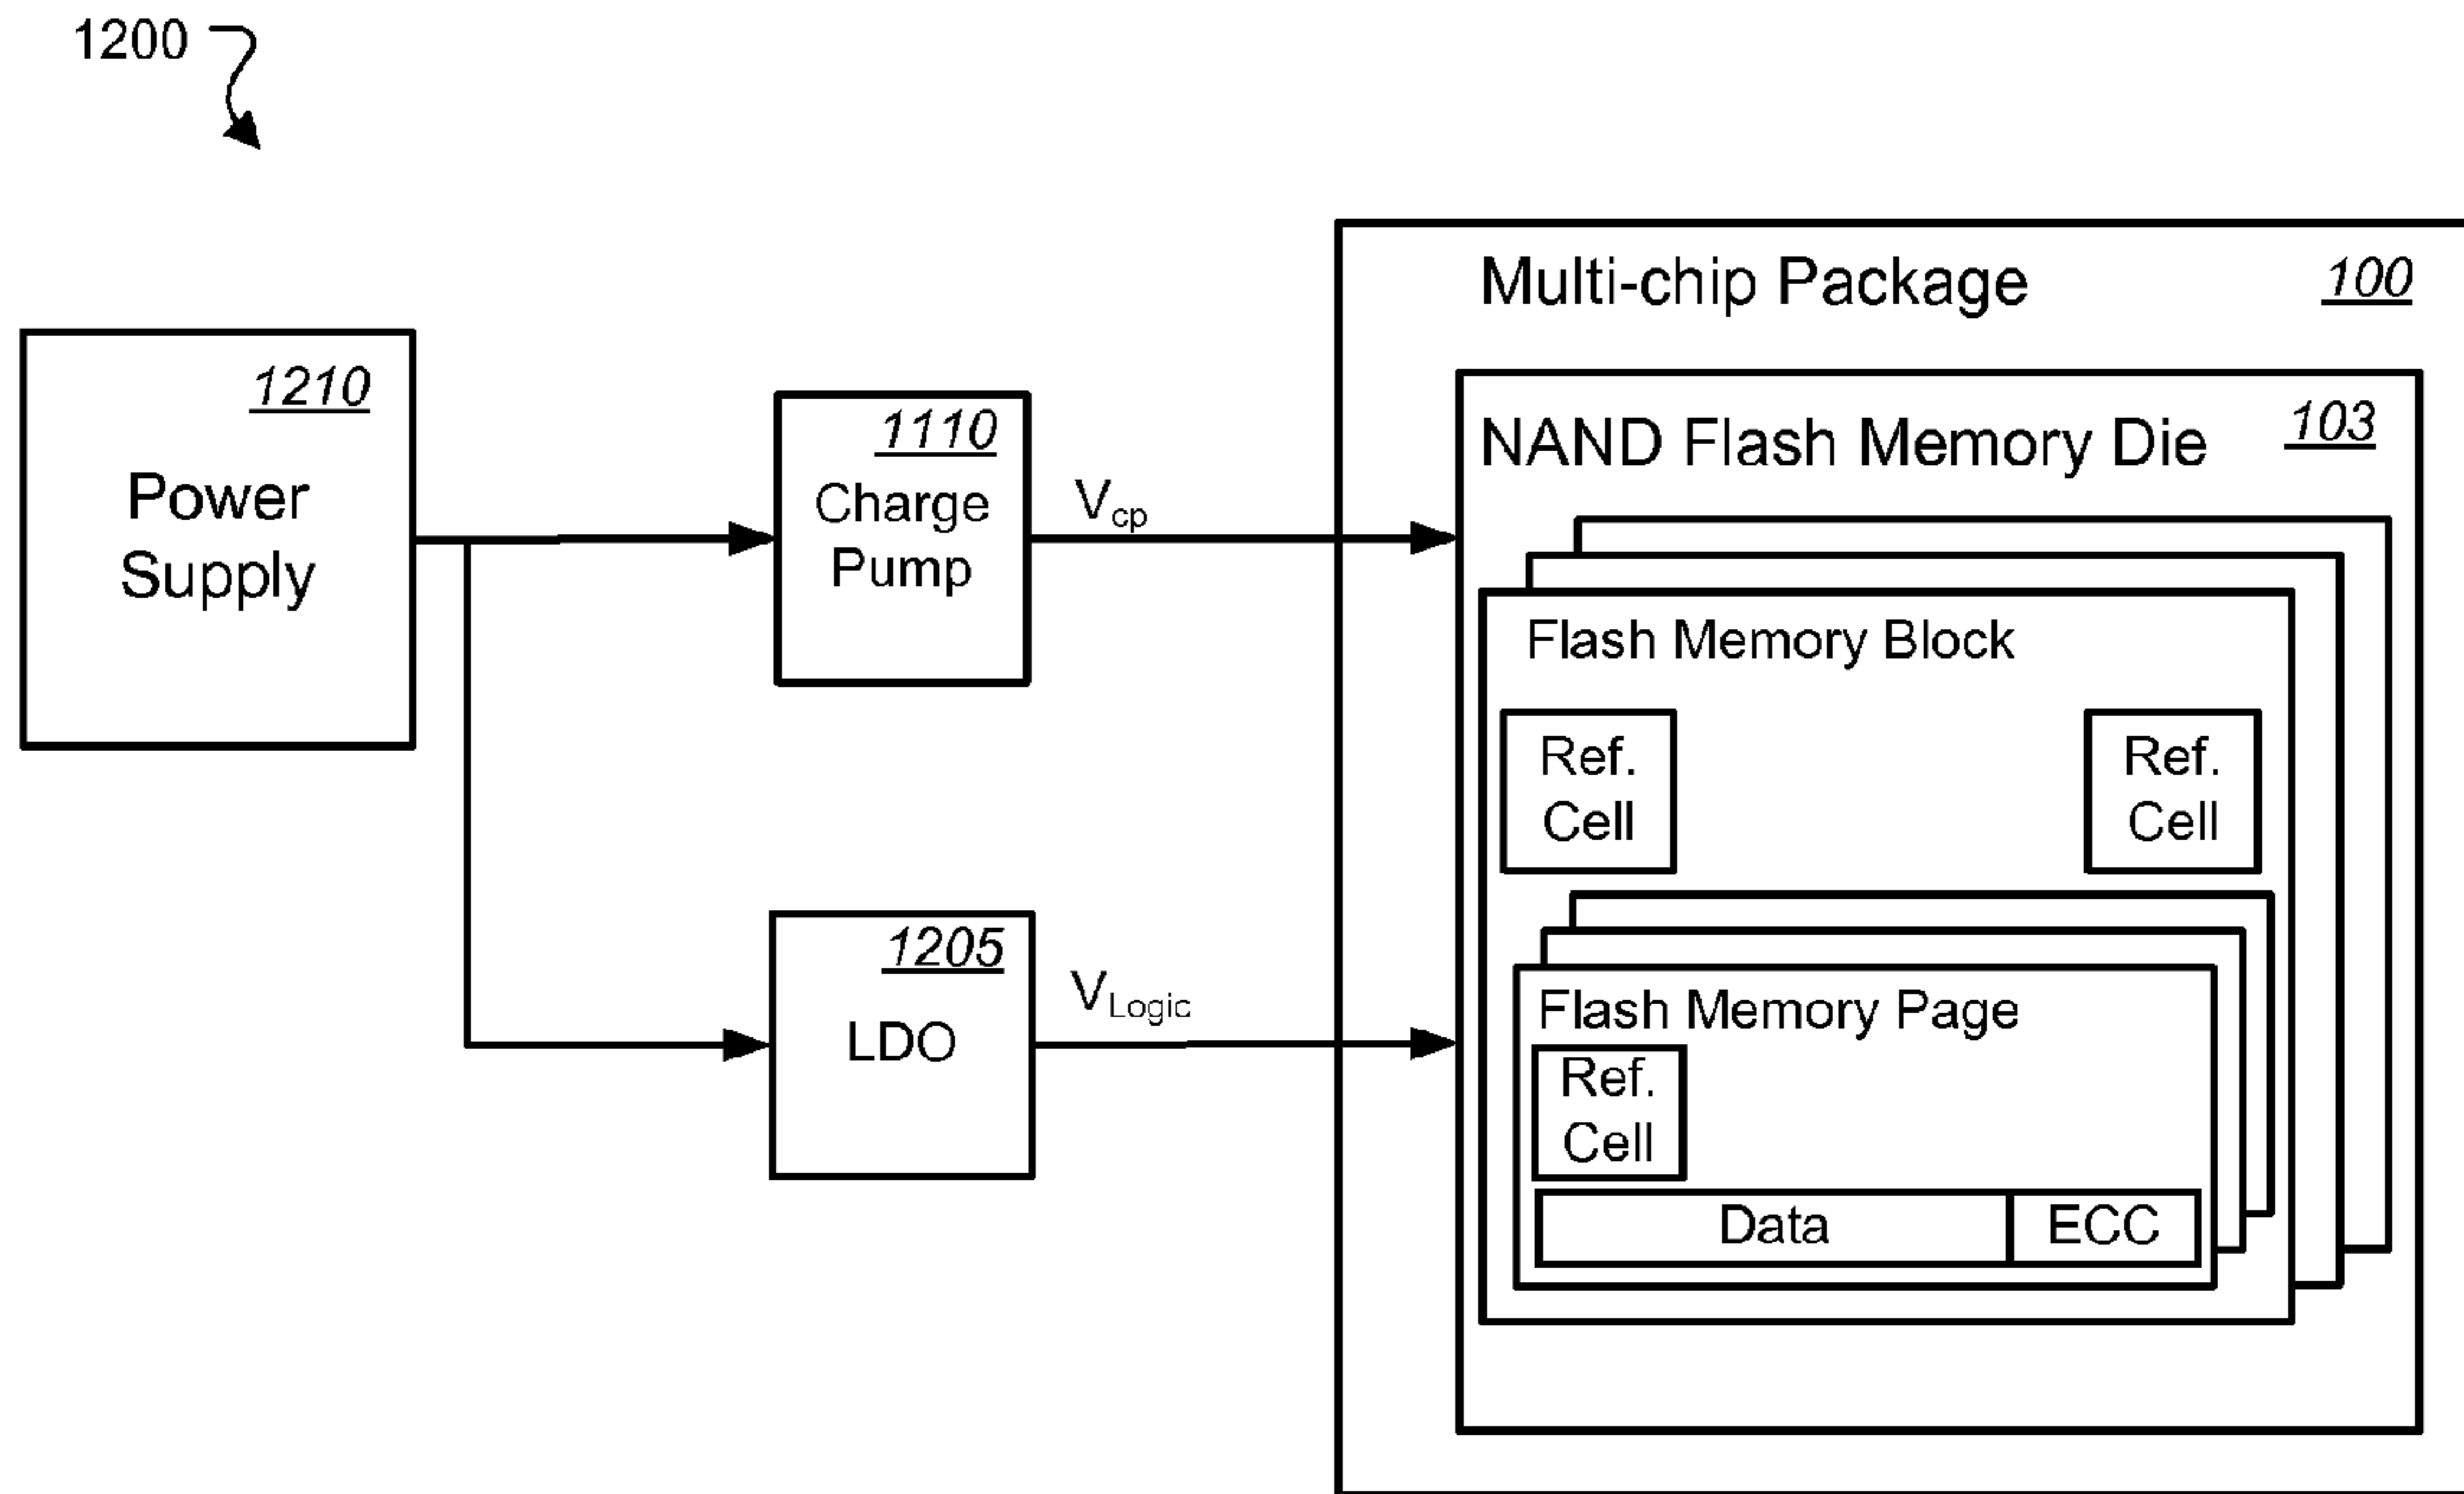 1200
Multi-chip Package 100
1210
Power
Supply
1110
Charge
Pump
Vcp
NAND Flash Memory Die 103
Flash Memory Block
Ref.
Cell
Ref.
Cell
1205
LDO
VLogic
Flash Memory Page
Ref.
Cell
Data
ECC